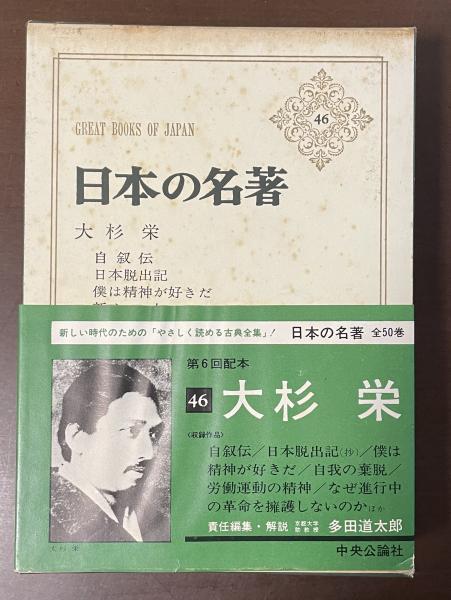 GREAT BOOKS OF JAPAN
46
日本の名著
大杉 栄
自叙伝
日本脱出記
僕は精神が好きだ
新しい時代のための「やさしく読める古典全集」！
日本の名著 全50巻
第6回配本
46 大杉 栄
〈収録作品〉
自叙伝／日本脱出記(抄)／僕は
精神が好きだ／自我の棄脱／
労働運動の精神／なぜ進行中
の革命を擁護しないのかほか
責任編集・解説 京都大学助教授 多田道太郎
中央公論社
大杉 栄